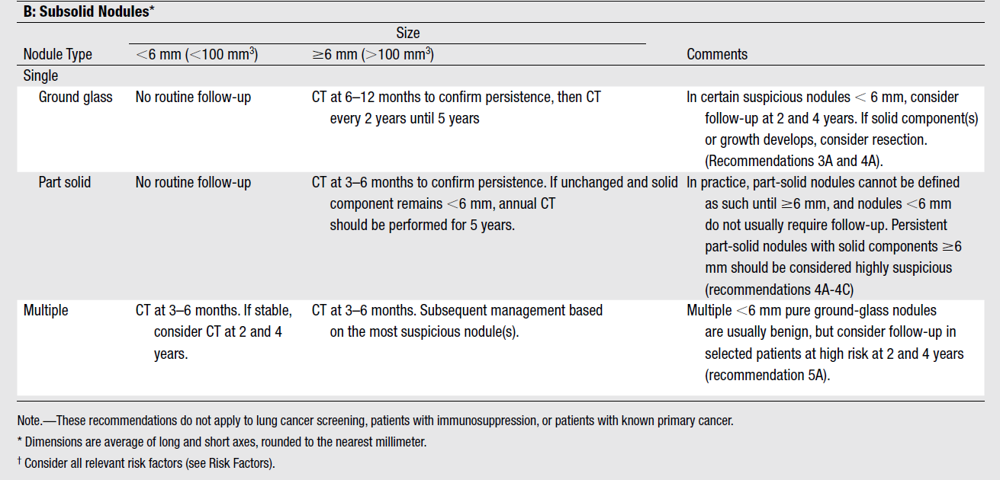 B: Subsolid Nodules*
Size
Nodule Type <6 mm (<100 mm³) ≥6 mm (>100 mm³) Comments
Single
Ground glass No routine follow-up CT at 6–12 months to confirm persistence, then CT In certain suspicious nodules < 6 mm, consider
every 2 years until 5 years follow-up at 2 and 4 years. If solid component(s)
or growth develops, consider resection.
(Recommendations 3A and 4A).
Part solid No routine follow-up CT at 3–6 months to confirm persistence. If unchanged and solid In practice, part-solid nodules cannot be defined
component remains <6 mm, annual CT as such until ≥6 mm, and nodules <6 mm
should be performed for 5 years. do not usually require follow-up. Persistent
part-solid nodules with solid components ≥6
mm should be considered highly suspicious
(recommendations 4A-4C)
Multiple CT at 3–6 months. If stable, CT at 3–6 months. Subsequent management based Multiple <6 mm pure ground-glass nodules
consider CT at 2 and 4 on the most suspicious nodule(s). are usually benign, but consider follow-up in
years. selected patients at high risk at 2 and 4 years
(recommendation 5A).
Note.—These recommendations do not apply to lung cancer screening, patients with immunosuppression, or patients with known primary cancer.
* Dimensions are average of long and short axes, rounded to the nearest millimeter.
† Consider all relevant risk factors (see Risk Factors).